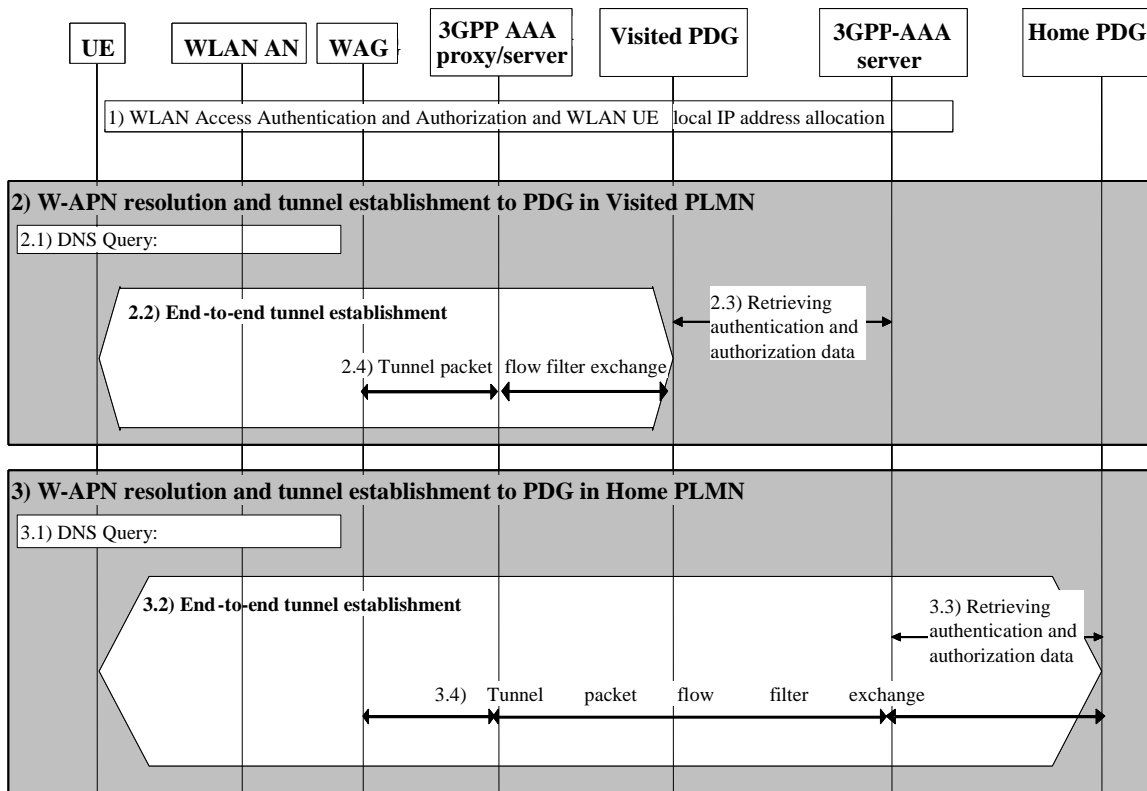 UE
WLAN AN
WAG
3GPP AAA
proxy/server
Visited PDG
3GPP-AAA
server
Home PDG
1) WLAN Access Authentication and Authorization and WLAN UE local IP address allocation
2) W-APN resolution and tunnel establishment to PDG in Visited PLMN
2.1) DNS Query:
2.2) End-to-end tunnel establishment
2.3) Retrieving
authentication and
authorization data
2.4) Tunnel packet flow filter exchange
3) W-APN resolution and tunnel establishment to PDG in Home PLMN
3.1) DNS Query:
3.2) End-to-end tunnel establishment
3.3) Retrieving
authentication and
authorization data
3.4) Tunnel packet flow filter exchange